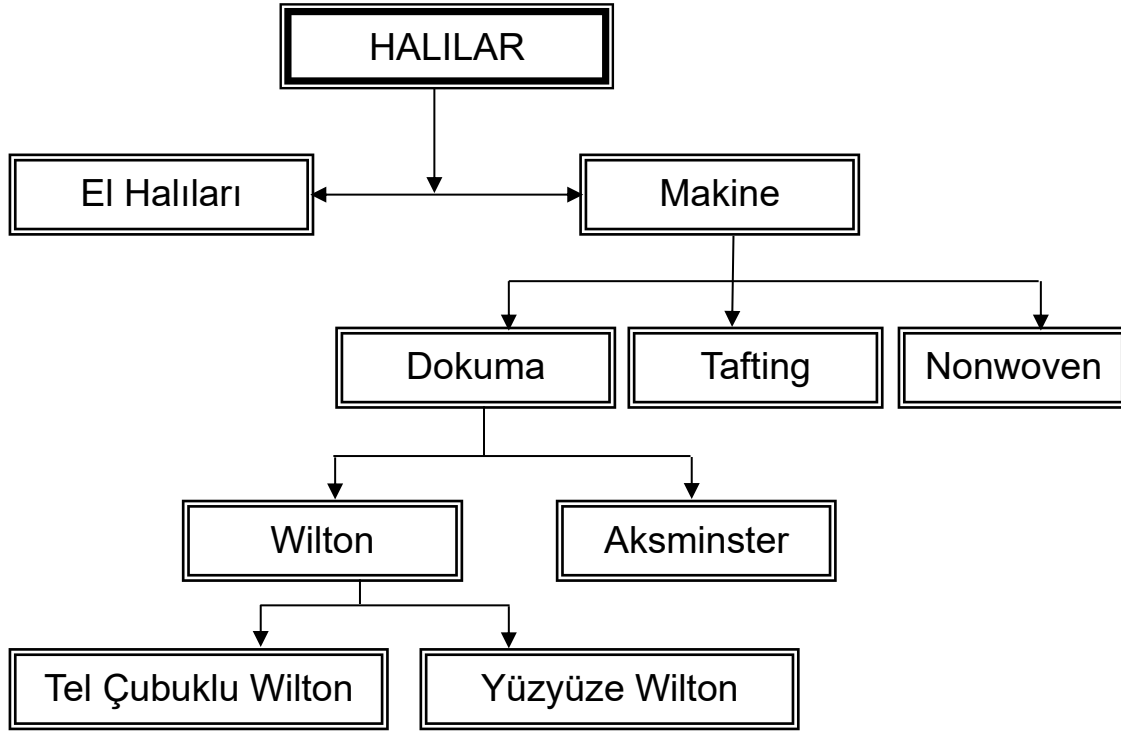 HALILAR
El Halıları
Makine
Dokuma
Tafting
Nonwoven
Wilton
Aksminster
Tel Çubuklu Wilton
Yüzyüze Wilton